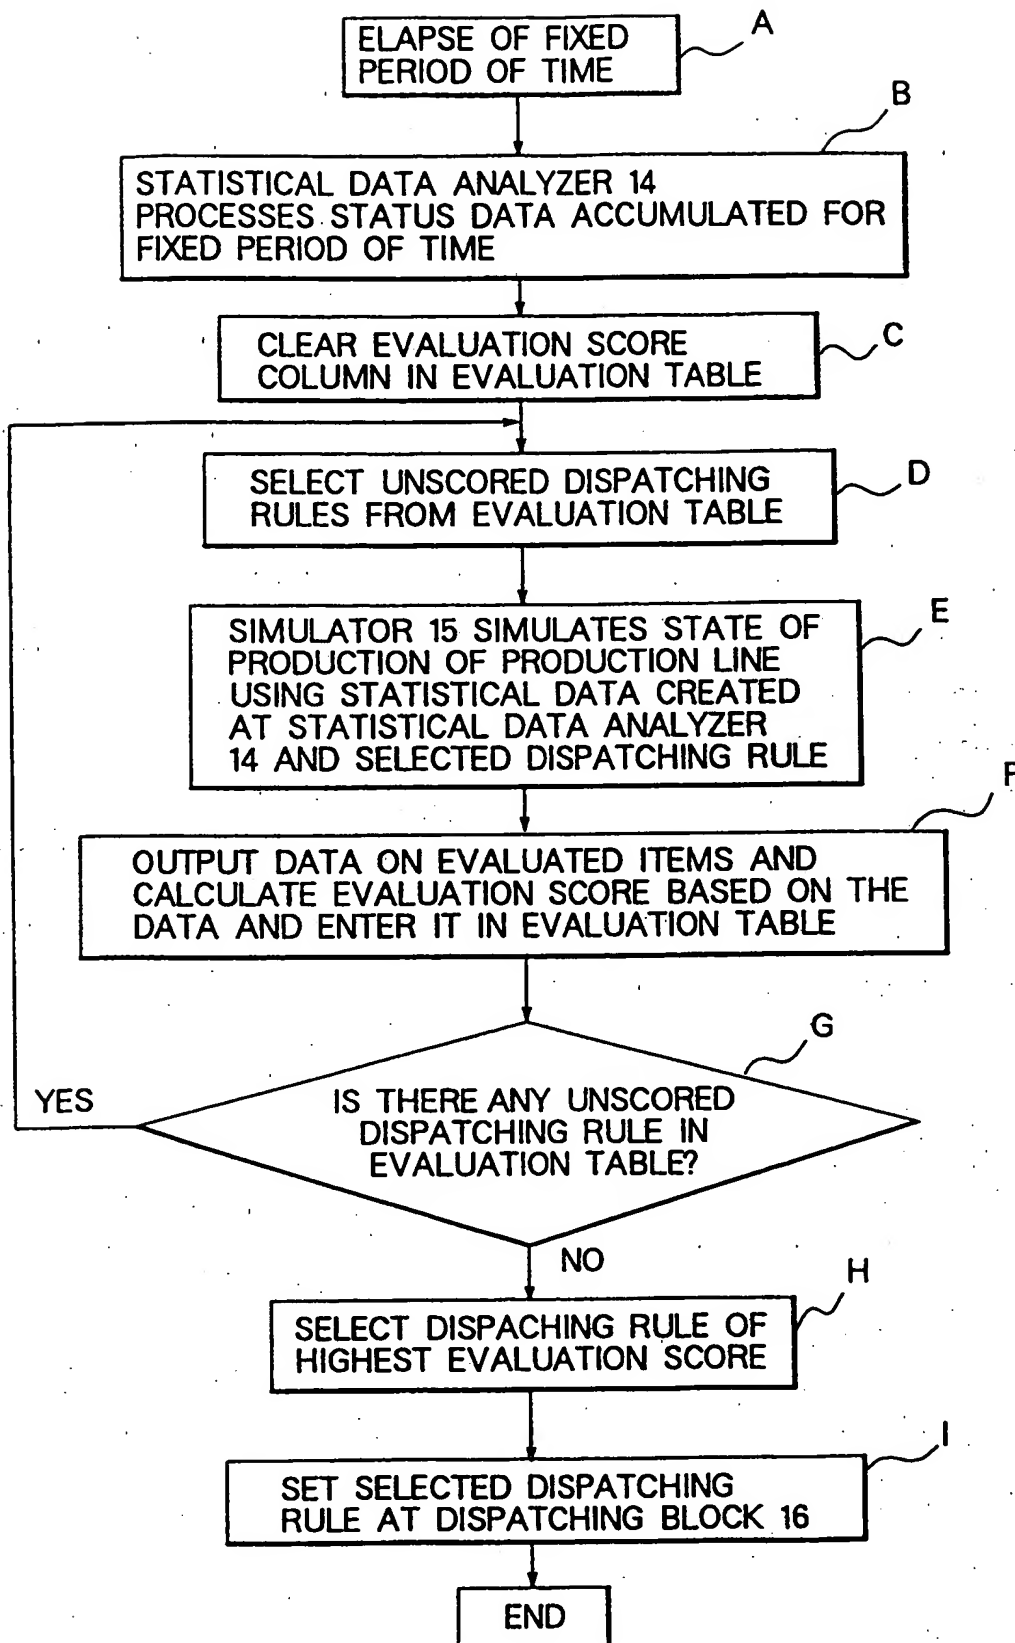 A
ELAPSE OF FIXED
PERIOD OF TIME
B
STATISTICAL DATA ANALYZER 14
PROCESSES STATUS DATA ACCUMULATED FOR
FIXED PERIOD OF TIME
C
CLEAR EVALUATION SCORE
COLUMN IN EVALUATION TABLE
D
SELECT UNSCORED DISPATCHING
RULES FROM EVALUATION TABLE
E
SIMULATOR 15 SIMULATES STATE OF
PRODUCTION OF PRODUCTION LINE
USING STATISTICAL DATA CREATED
AT STATISTICAL DATA ANALYZER
14 AND SELECTED DISPATCHING RULE
F
OUTPUT DATA ON EVALUATED ITEMS AND
CALCULATE EVALUATION SCORE BASED ON THE
DATA AND ENTER IT IN EVALUATION TABLE
G
YES
IS THERE ANY UNSCORED
DISPATCHING RULE IN
EVALUATION TABLE?
NO
H
SELECT DISPACHING RULE OF
HIGHEST EVALUATION SCORE
I
SET SELECTED DISPATCHING
RULE AT DISPATCHING BLOCK 16
END